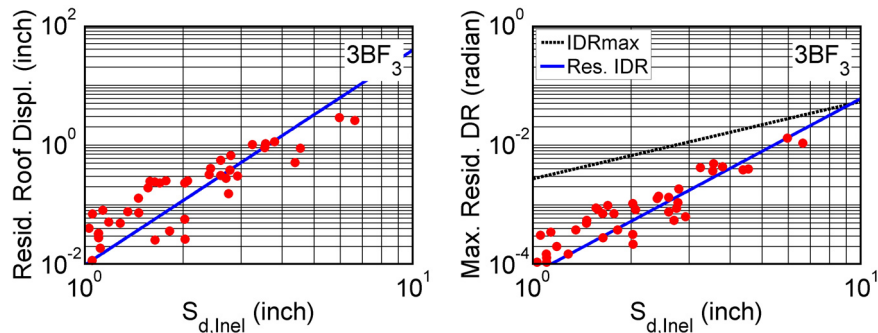 10^2
10^0
10^-2
10^0
10^1
Resid. Roof Displ. (inch)
S_d,Inel (inch)
3BF_3
10^0
10^-2
10^-4
10^0
10^1
Max. Resid. DR (radian)
S_d,Inel (inch)
IDRmax
Res. IDR
3BF_3